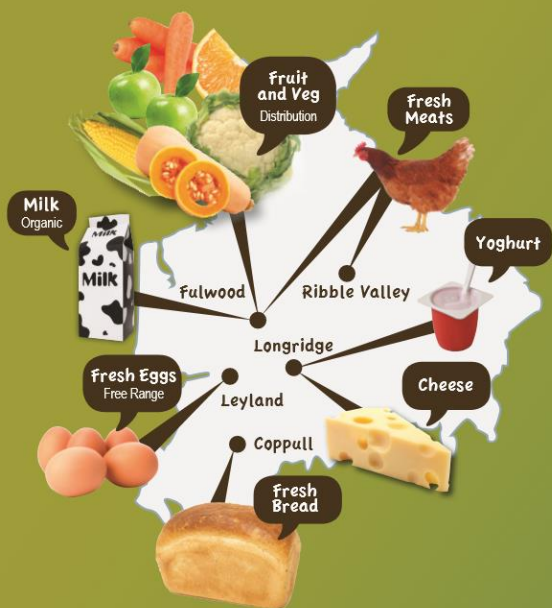 Fruit
and Veg
Distribution
Fresh
Meats
Milk
Organic
Milk
Milk
Yoghurt
Fulwood
Ribble Valley
Longridge
Fresh Eggs
Free Range
Leyland
Cheese
Coppull
Fresh
Bread